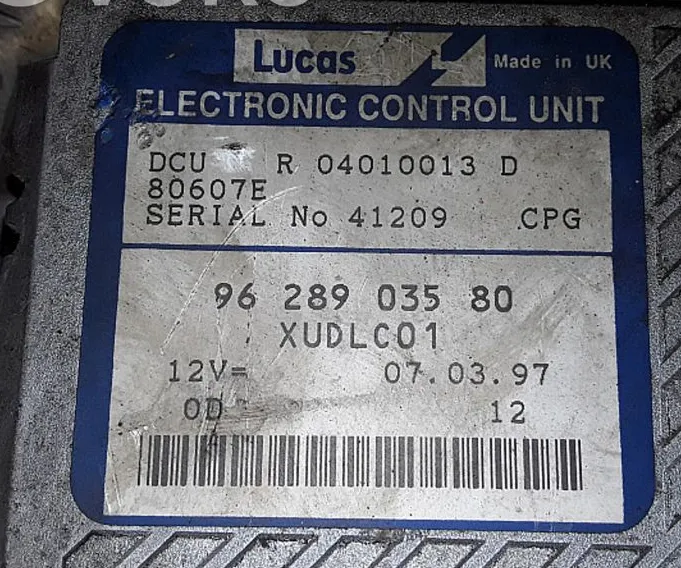 Lucas Made in UK
ELECTRONIC CONTROL UNIT
DCU R 04010013 D
80607E
SERIAL No 41209 CPG
96 289 035 80
XUDLC01
12V= 07.03.97
0D 12